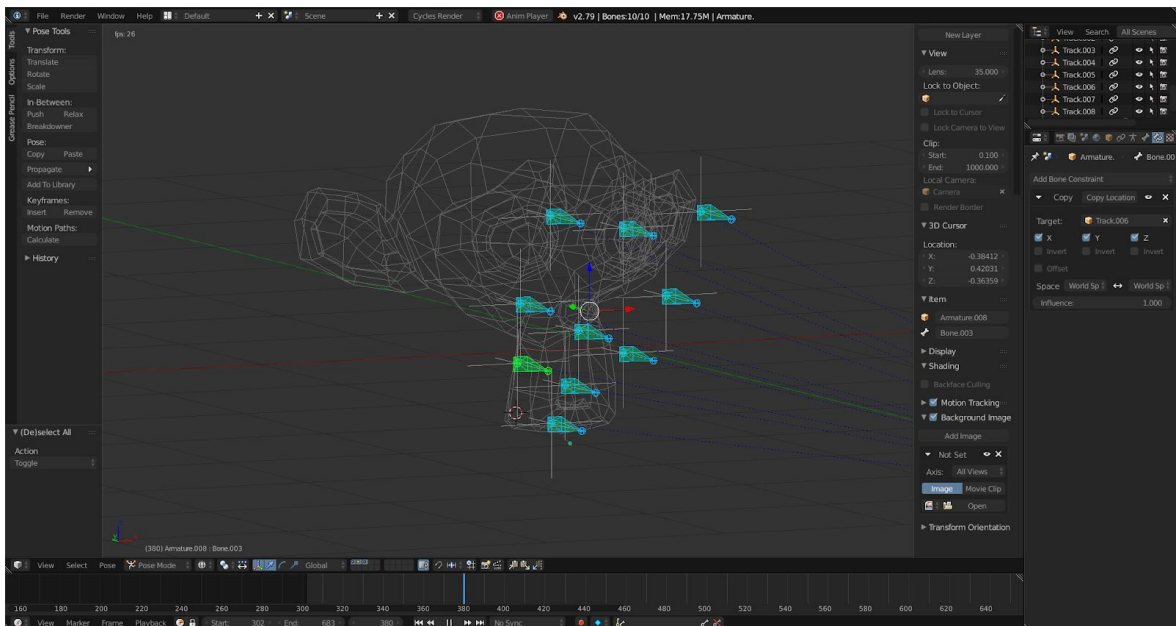 File Render Window Help Default Scene Cycles Render Anim Player v2.79 | Bones:10/10 | Mem:17.75M | Armature.
fps: 26
Tools
Options
Grease Pencil
Pose Tools
Transform:
Translate
Rotate
Scale
In-Between:
Push Relax
Breakdowner
Pose:
Copy Paste
Propagate
Add To Library
Keyframes:
Insert Remove
Motion Paths:
Calculate
History
(De)select All
Action
Toggle
(380) Armature.008 : Bone.003
New Layer
View
Lens: 35.000
Lock to Object:
Lock to Cursor
Lock Camera to View
Clip:
Start: 0.100
End: 1000.000
Local Camera:
Camera
Render Border
3D Cursor
Location:
X: -0.38412
Y: 0.42031
Z: -0.36359
Item
Armature.008
Bone.003
Display
Shading
Backface Culling
Motion Tracking
Background Image
Add Image
Not Set
Axis: All Views
Image Movie Clip
Open
Transform Orientation
View Search All Scenes
Track.003
Track.004
Track.005
Track.006
Track.007
Track.008
Armature. Bone.00
Add Bone Constraint
Copy Copy Location
Target: Track.006
X Y Z
Invert Invert Invert
Offset
Space World Sp World Sp
Influence: 1.000
View Select Pose Pose Mode Global
160 180 200 220 240 260 280 300 320 340 360 380 400 420 440 460 480 500 520 540 560 580 600 620 640
View Marker Frame Playback Start: 302 End: 683 380 No Sync